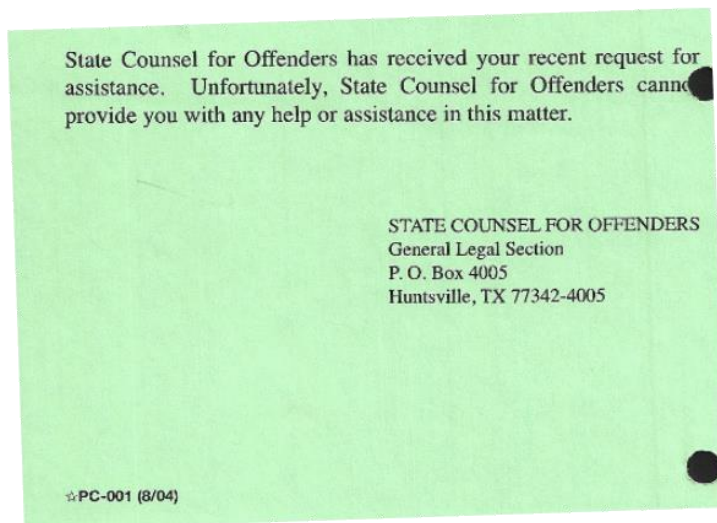 State Counsel for Offenders has received your recent request for
assistance. Unfortunately, State Counsel for Offenders canno
provide you with any help or assistance in this matter.
STATE COUNSEL FOR OFFENDERS
General Legal Section
P. O. Box 4005
Huntsville, TX 77342-4005
☆PC-001 (8/04)